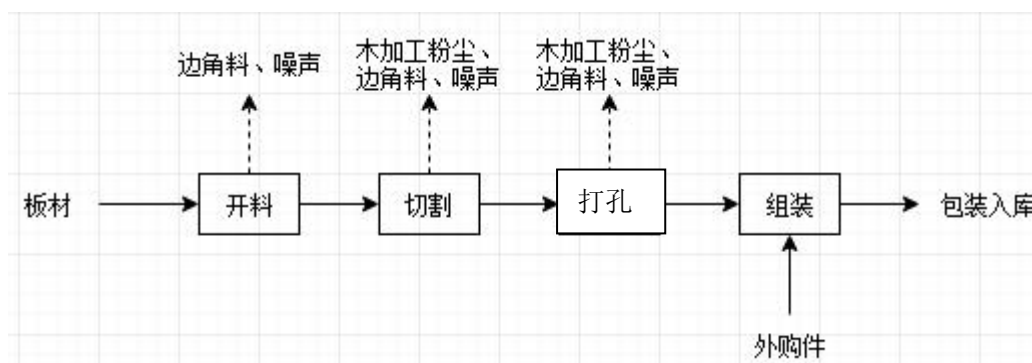 边角料、噪声
木加工粉尘、
边角料、噪声
木加工粉尘、
边角料、噪声
板材
开料
切割
打孔
组装
包装入库
外购件